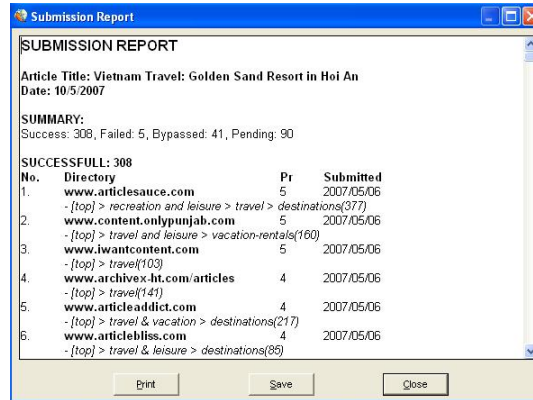 Submission Report
SUBMISSION REPORT
Article Title: Vietnam Travel: Golden Sand Resort in Hoi An
Date: 10/5/2007
SUMMARY:
Success: 308, Failed: 5, Bypassed: 41, Pending: 90
SUCCESSFULL: 308
No. Directory Pr Submitted
1. www.articlesauce.com 5 2007/05/06
- [top] > recreation and leisure > travel > destinations(377)
2. www.content.onlypunjab.com 5 2007/05/06
- [top] > travel and leisure > vacation-rentals(160)
3. www.iwantcontent.com 5 2007/05/06
- [top] > travel(103)
4. www.archivex-ht.com/articles 4 2007/05/06
- [top] > travel(141)
5. www.articleaddict.com 4 2007/05/06
- [top] > travel & vacation > destinations(217)
6. www.articlebliss.com 4 2007/05/06
- [top] > travel & leisure > destinations(85)
Print Save Close